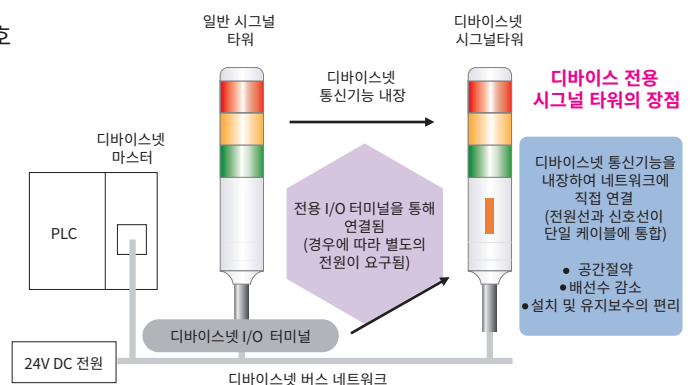 호
일반 시그널
타워
디바이스넷
시그널타워
디바이스넷
통신기능 내장
디바이스 전용
시그널 타워의 장점
디바이스넷
마스터
PLC
전용 I/O 터미널을 통해
연결됨
(경우에 따라 별도의
전원이 요구됨)
디바이스넷 통신기능을
내장하여 네트워크에
직접 연결
(전원선과 신호선이
단일 케이블에 통합)
● 공간절약
●배선수 감소
●설치 및 유지보수의 편리
디바이스넷 I/O 터미널
24V DC 전원
디바이스넷 버스 네트워크